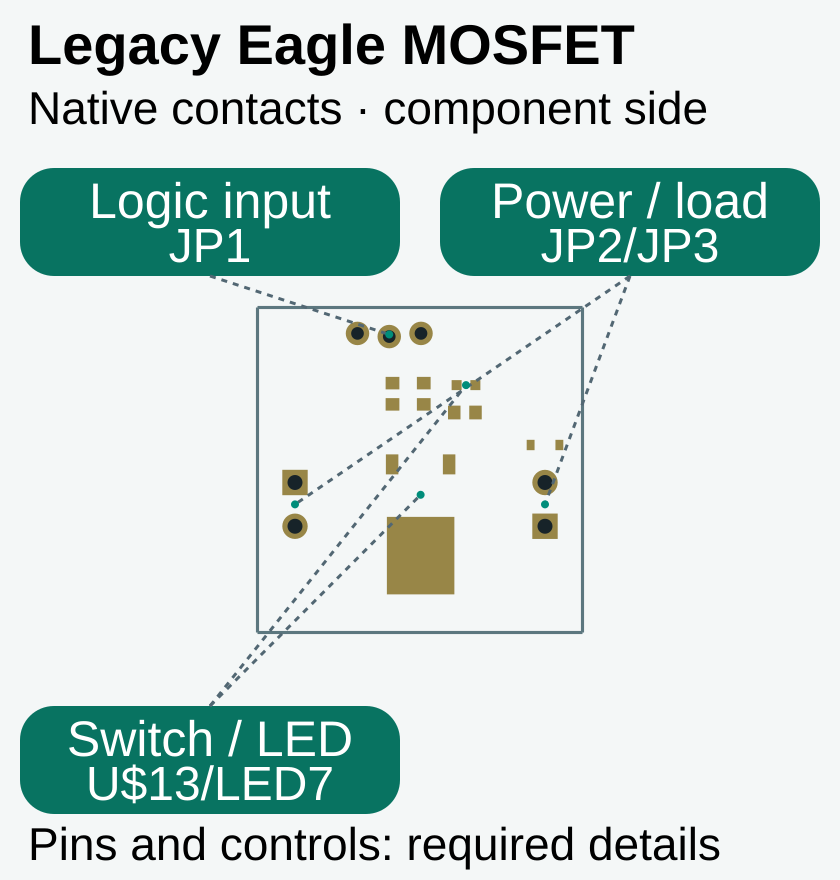 Legacy Eagle MOSFET
Native contacts · component side
Logic input
JP1
Power / load
JP2/JP3
Switch / LED
U$13/LED7
Pins and controls: required details